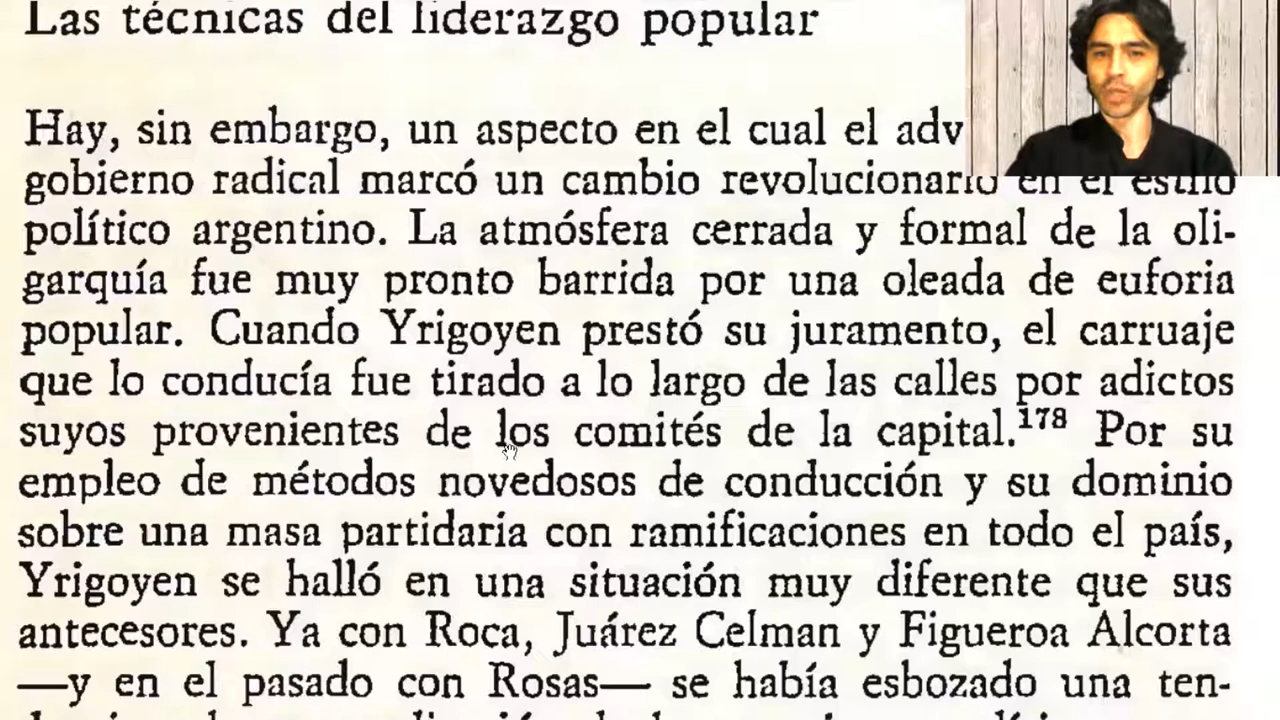 Las técnicas del liderazgo popular
Hay, sin embargo, un aspecto en el cual el adv
gobierno radical marcó un cambio revolucionario en el estilo
político argentino. La atmósfera cerrada y formal de la oli-
garquía fue muy pronto barrida por una oleada de euforia
popular. Cuando Yrigoyen prestó su juramento, el carruaje
que lo conducía fue tirado a lo largo de las calles por adictos
suyos provenientes de los comités de la capital.¹⁷⁸ Por su
empleo de métodos novedosos de conducción y su dominio
sobre una masa partidaria con ramificaciones en todo el país,
Yrigoyen se halló en una situación muy diferente que sus
antecesores. Ya con Roca, Juárez Celman y Figueroa Alcorta
—y en el pasado con Rosas— se había esbozado una ten-